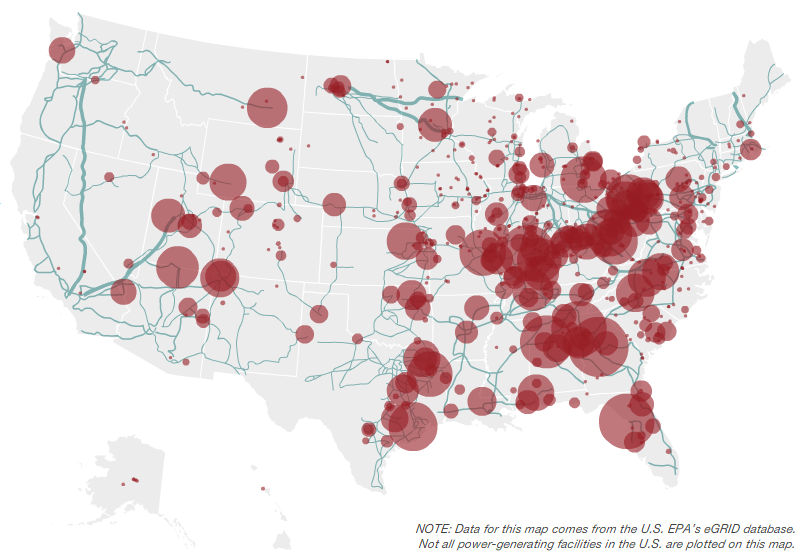 NOTE: Data for this map comes from the U.S. EPA's eGRID database.
Not all power-generating facilities in the U.S. are plotted on this map.